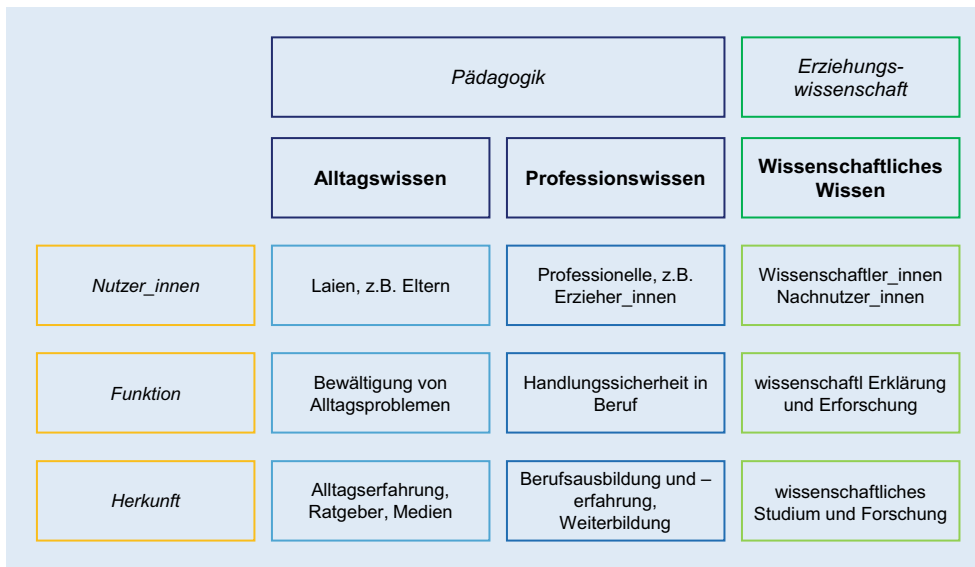 Pädagogik
Erziehungs-
wissenschaft
Alltagswissen
Professionswissen
Wissenschaftliches
Wissen
Nutzer_innen
Laien, z.B. Eltern
Professionelle, z.B.
Erzieher_innen
Wissenschaftler_innen
Nachnutzer_innen
Funktion
Bewältigung von
Alltagsproblemen
Handlungssicherheit in
Beruf
wissenschaftl Erklärung
und Erforschung
Herkunft
Alltagserfahrung,
Ratgeber, Medien
Berufsausbildung und –
erfahrung,
Weiterbildung
wissenschaftliches
Studium und Forschung